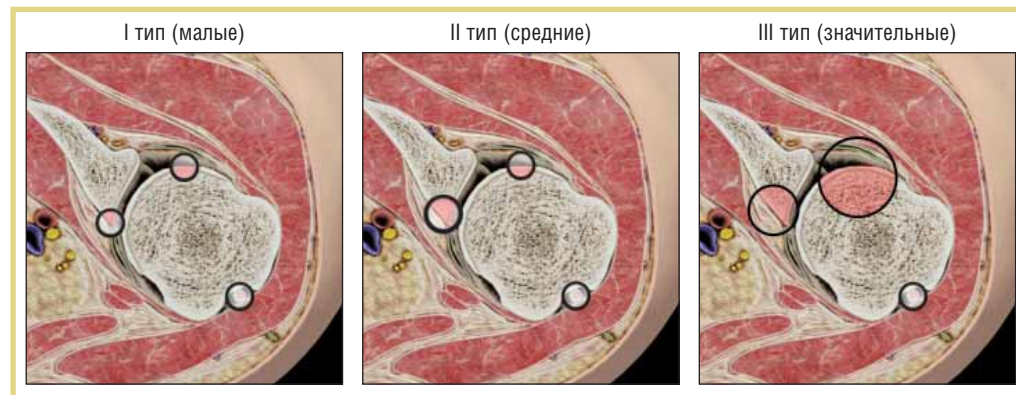 I тип (малые)
II тип (средние)
III тип (значительные)